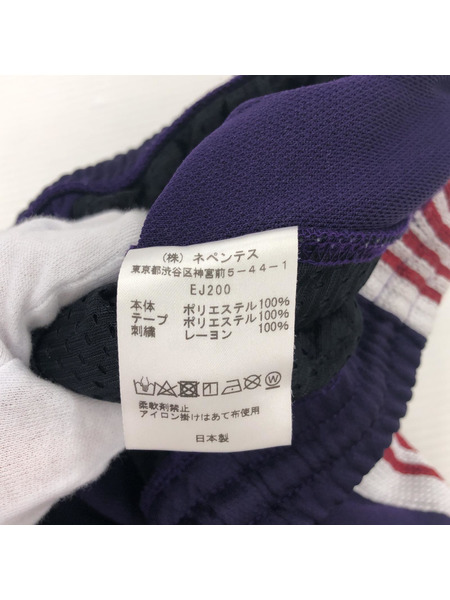 (株) ネペンテス
東京都渋谷区神宮前5-44-1
EJ200
本体 ポリエステル100%
テープ ポリエステル100%
刺繍 レーヨン 100%
柔軟剤禁止
アイロン掛けはあて布使用
日本製